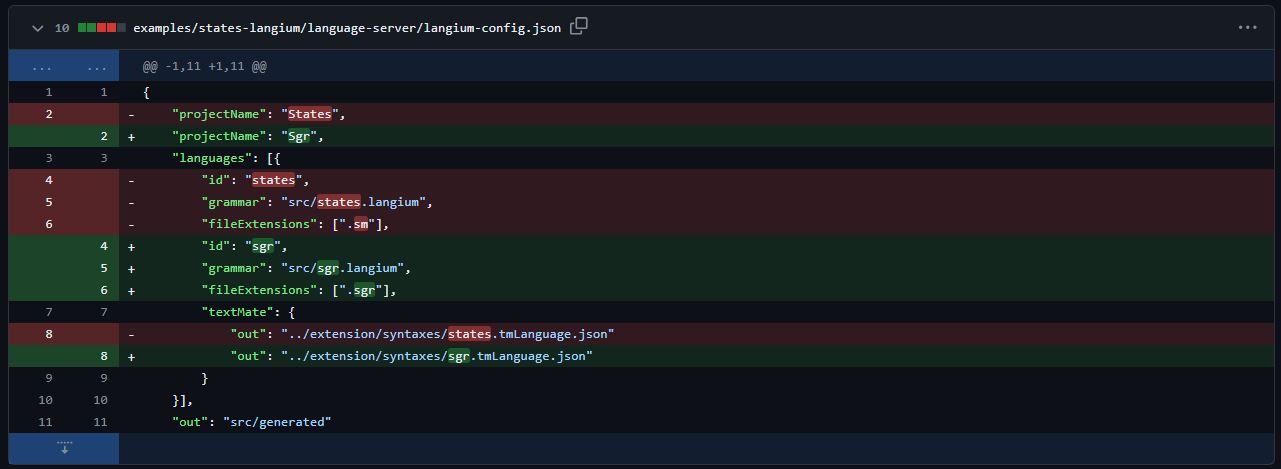 10 examples/states-langium/language-server/langium-config.json ...
... ... @@ -1,11 +1,11 @@
1 1 {
2 - "projectName": "States",
2 + "projectName": "Sgr",
3 3 "languages": [{
4 - "id": "states",
5 - "grammar": "src/states.langium",
6 - "fileExtensions": [".sm"],
4 + "id": "sgr",
5 + "grammar": "src/sgr.langium",
6 + "fileExtensions": [".sgr"],
7 7 "textMate": {
8 - "out": "../extension/syntaxes/states.tmLanguage.json"
8 + "out": "../extension/syntaxes/sgr.tmLanguage.json"
9 9 }
10 10 }],
11 11 "out": "src/generated"